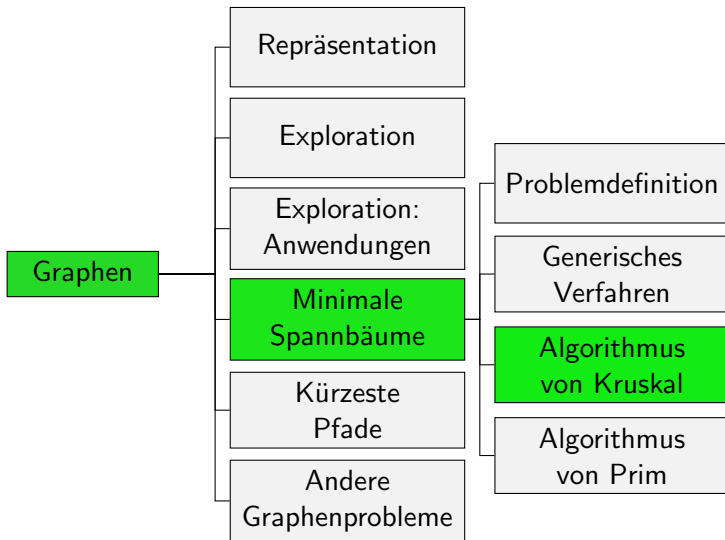 Graphen
Repräsentation
Exploration
Exploration:
Anwendungen
Minimale
Spannbäume
Kürzeste
Pfade
Andere
Graphenprobleme
Problemdefinition
Generisches
Verfahren
Algorithmus
von Kruskal
Algorithmus
von Prim